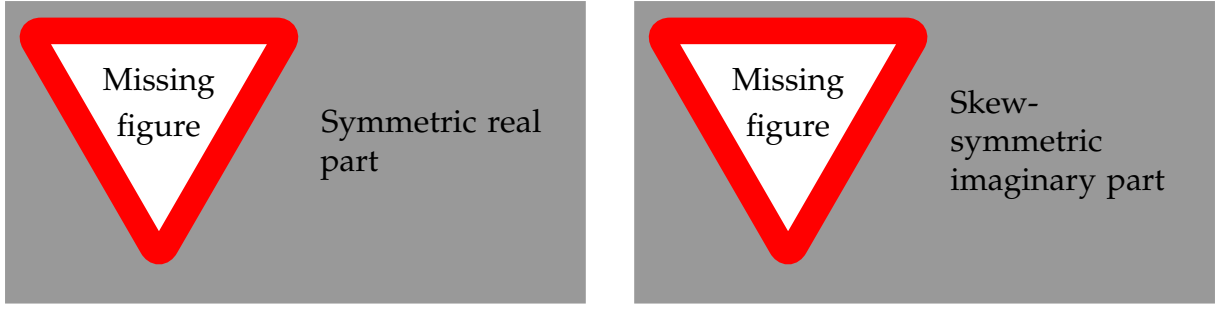 Missing
figure
Symmetric real
part
Missing
figure
Skew-
symmetric
imaginary part